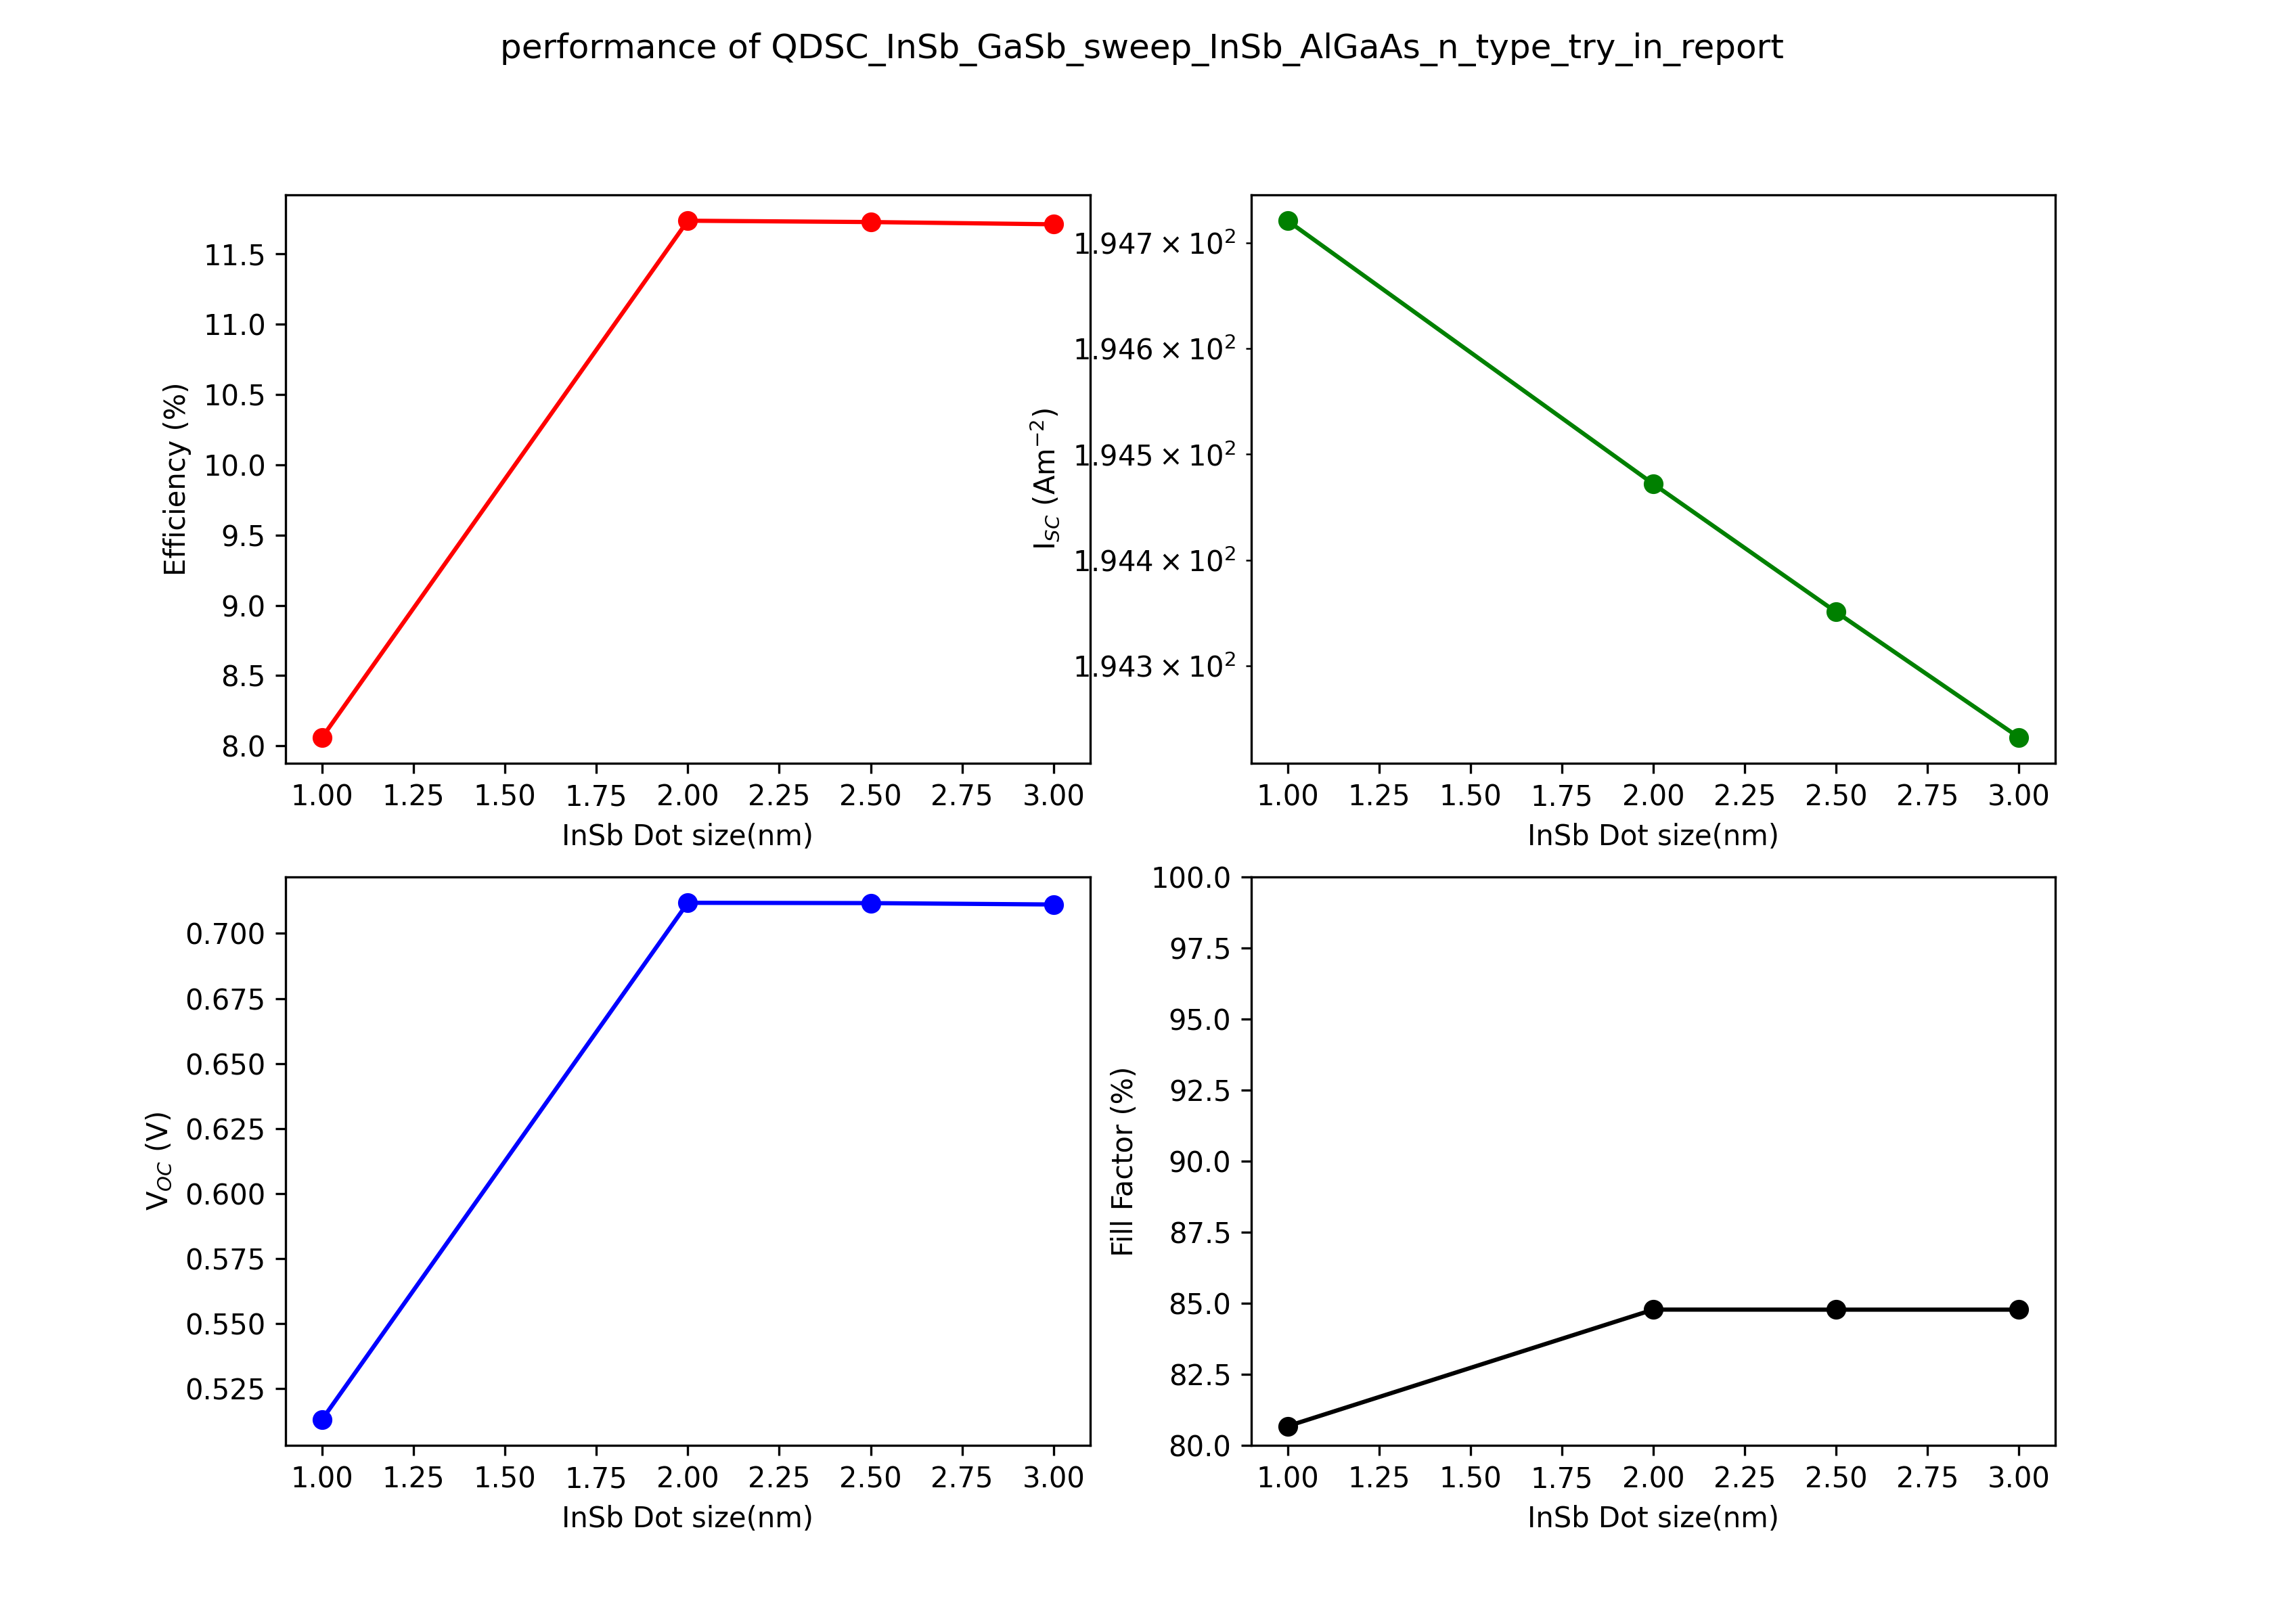 performance of QDSC_InSb_GaSb_sweep_InSb_AlGaAs_n_type_try_in_report
Efficiency (%)
11.5
11.0
10.5
10.0
9.5
9.0
8.5
8.0
1.00 1.25 1.50 1.75 2.00 2.25 2.50 2.75 3.00
InSb Dot size(nm)
I_SC (Am⁻²)
1.947 × 10²
1.946 × 10²
1.945 × 10²
1.944 × 10²
1.943 × 10²
1.00 1.25 1.50 1.75 2.00 2.25 2.50 2.75 3.00
InSb Dot size(nm)
V_OC (V)
0.700
0.675
0.650
0.625
0.600
0.575
0.550
0.525
1.00 1.25 1.50 1.75 2.00 2.25 2.50 2.75 3.00
InSb Dot size(nm)
Fill Factor (%)
100.0
97.5
95.0
92.5
90.0
87.5
85.0
82.5
80.0
1.00 1.25 1.50 1.75 2.00 2.25 2.50 2.75 3.00
InSb Dot size(nm)